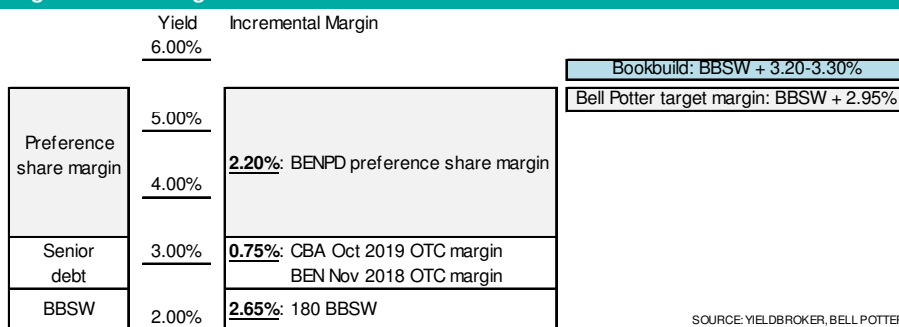 Yield Incremental Margin
6.00%
Bookbuild: BBSW + 3.20-3.30%
Bell Potter target margin: BBSW + 2.95%
5.00%
Preference
share margin
2.20%: BENPD preference share margin
4.00%
Senior
debt
3.00%
0.75%: CBA Oct 2019 OTC margin
BEN Nov 2018 OTC margin
BBSW
2.00%
2.65%: 180 BBSW
SOURCE: YIELDBROKER, BELL POTTER